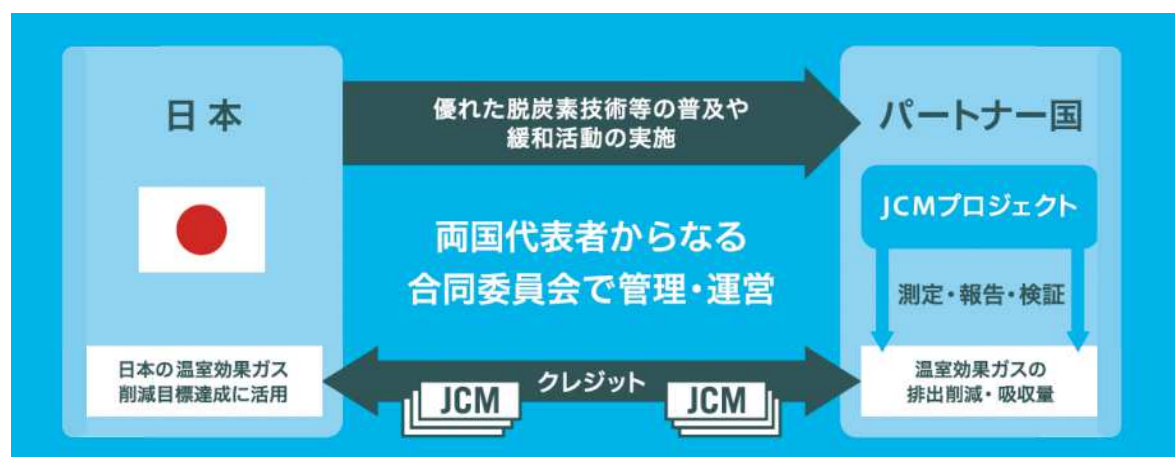 日本
優れた脱炭素技術等の普及や
緩和活動の実施
パートナー国
JCMプロジェクト
両国代表者からなる
合同委員会で管理・運営
測定・報告・検証
日本の温室効果ガス
削減目標達成に活用
クレジット
JCM
JCM
温室効果ガスの
排出削減・吸収量